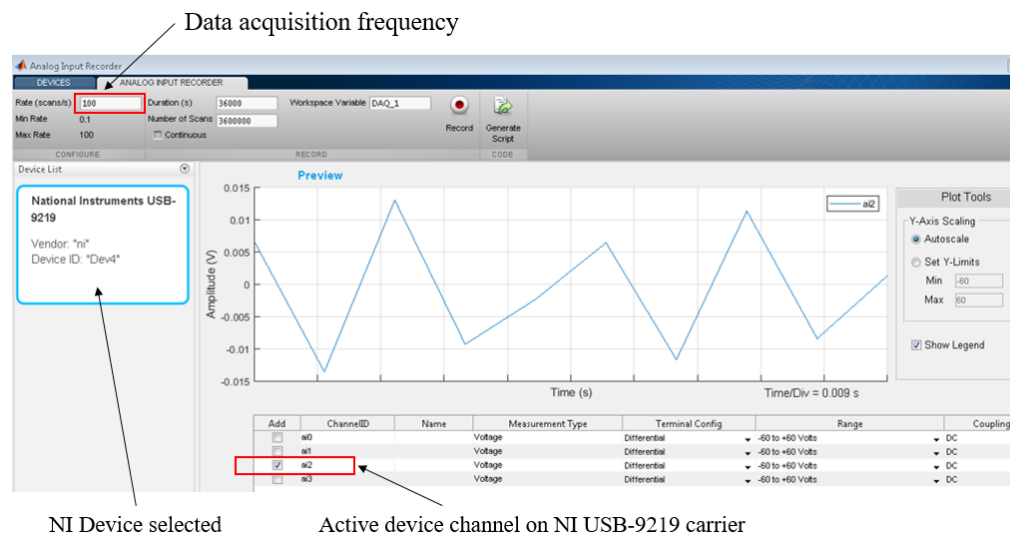 Data acquisition frequency
Analog Input Recorder
DEVICES ANALOG INPUT RECORDER
Rate (scans/s) 100 Duration (s) 36000 Workspace Variable DAQ_1
Min Rate 0.1 Number of Scans 3600000
Max Rate 100 Continuous
Record Generate
Script
CONFIGURE RECORD CODE
Device List
Preview
National Instruments USB-
9219
Vendor: "ni"
Device ID: "Dev4"
0.015
0.01
0.005
0
-0.005
-0.01
-0.015
Amplitude (V)
ai2
Time (s) Time/Div = 0.009 s
Plot Tools
Y-Axis Scaling
Autoscale
Set Y-Limits
Min -60
Max 60
Show Legend
Add ChannelID Name Measurement Type Terminal Config Range Coupling
ai0 Voltage Differential -60 to +60 Volts DC
ai1 Voltage Differential -60 to +60 Volts DC
ai2 Voltage Differential -60 to +60 Volts DC
ai3 Voltage Differential -60 to +60 Volts DC
NI Device selected Active device channel on NI USB-9219 carrier